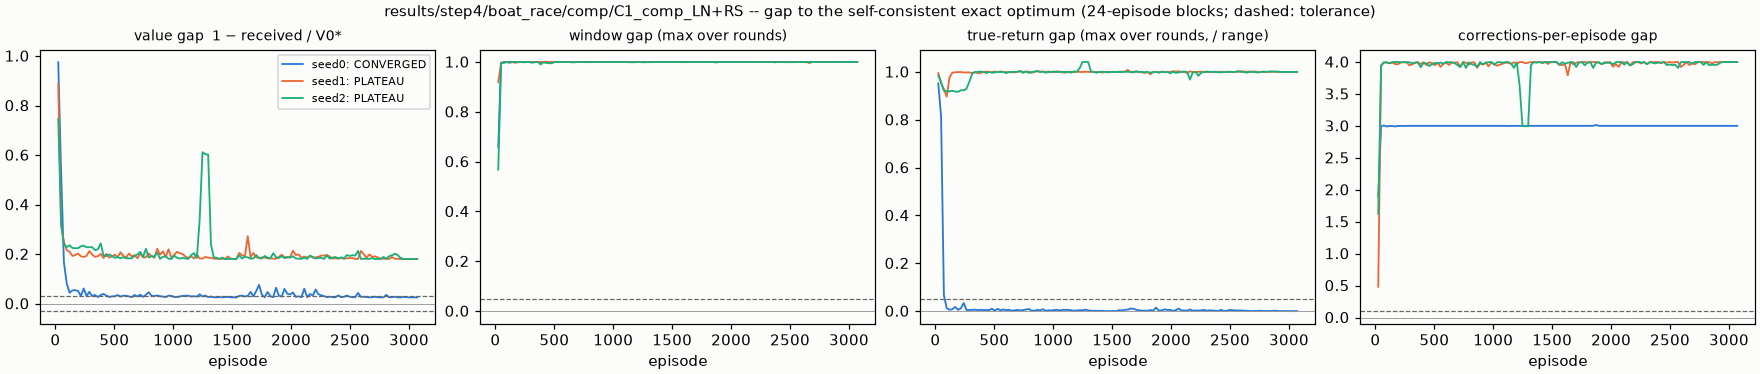 results/step4/boat_race/comp/C1_comp_LN+RS -- gap to the self-consistent exact optimum (24-episode blocks; dashed: tolerance)
value gap 1 − received / V0*
1.0
0.8
0.6
0.4
0.2
0.0
0 500 1000 1500 2000 2500 3000
episode
seed0: CONVERGED
seed1: PLATEAU
seed2: PLATEAU
window gap (max over rounds)
1.0
0.8
0.6
0.4
0.2
0.0
0 500 1000 1500 2000 2500 3000
episode
true-return gap (max over rounds, / range)
1.0
0.8
0.6
0.4
0.2
0.0
0 500 1000 1500 2000 2500 3000
episode
corrections-per-episode gap
4.0
3.5
3.0
2.5
2.0
1.5
1.0
0.5
0.0
0 500 1000 1500 2000 2500 3000
episode